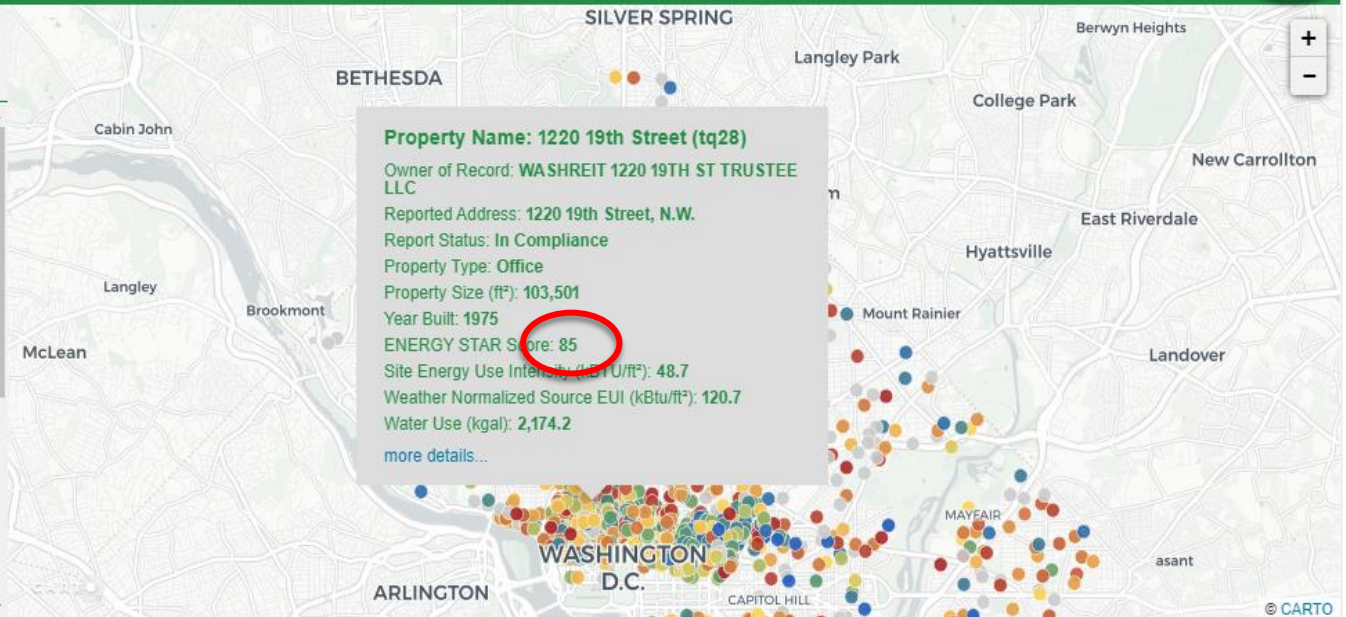 SILVER SPRING
Berwyn Heights
+
Langley Park
BETHESDA
−
College Park
Cabin John
Property Name: 1220 19th Street (tq28)
New Carrollton
Owner of Record: WASHREIT 1220 19TH ST TRUSTEE
LLC
m
Reported Address: 1220 19th Street, N.W.
East Riverdale
Report Status: In Compliance
Hyattsville
Property Type: Office
Langley
Property Size (ft²): 103,501
Brookmont
Mount Rainier
Year Built: 1975
ENERGY STAR Score: 85
McLean
Landover
Site Energy Use Intensity (kBTU/ft²): 48.7
Weather Normalized Source EUI (kBtu/ft²): 120.7
Water Use (kgal): 2,174.2
more details...
MAYFAIR
WASHINGTON
D.C.
asant
ARLINGTON
CAPITOL HILL
© CARTO